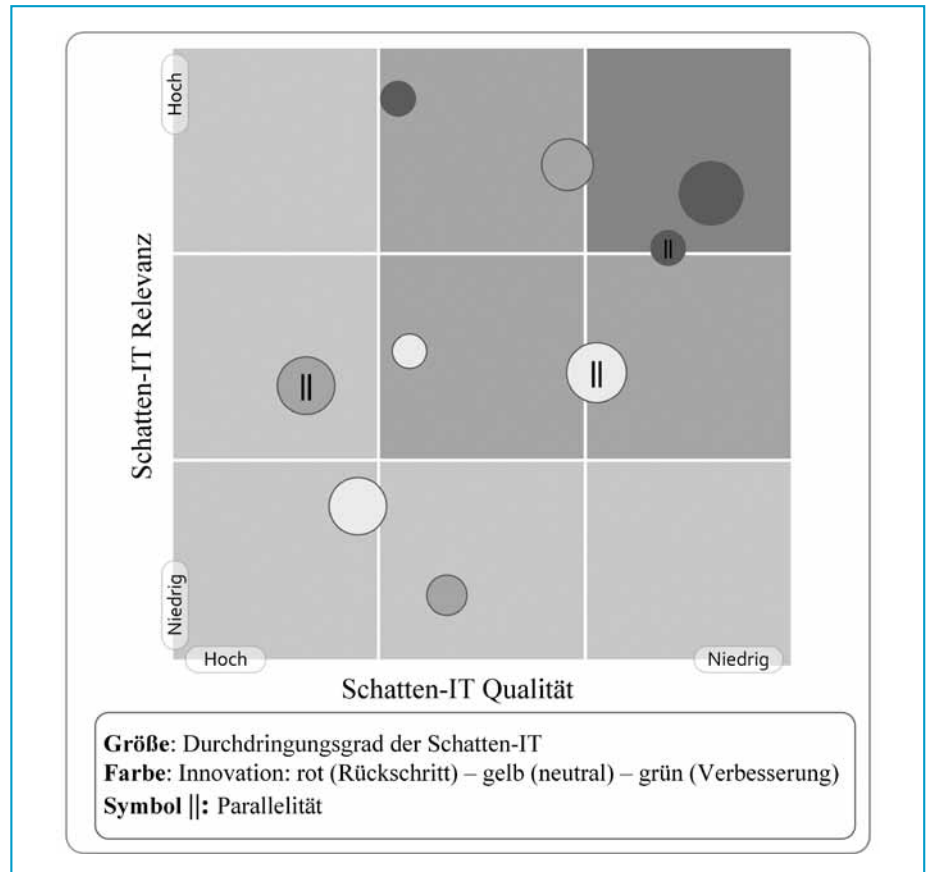 Hoch
Schatten-IT Relevanz
||
||
||
Niedrig
Hoch
Niedrig
Schatten-IT Qualität
Größe: Durchdringungsgrad der Schatten-IT
Farbe: Innovation: rot (Rückschritt) – gelb (neutral) – grün (Verbesserung)
Symbol ||: Parallelität